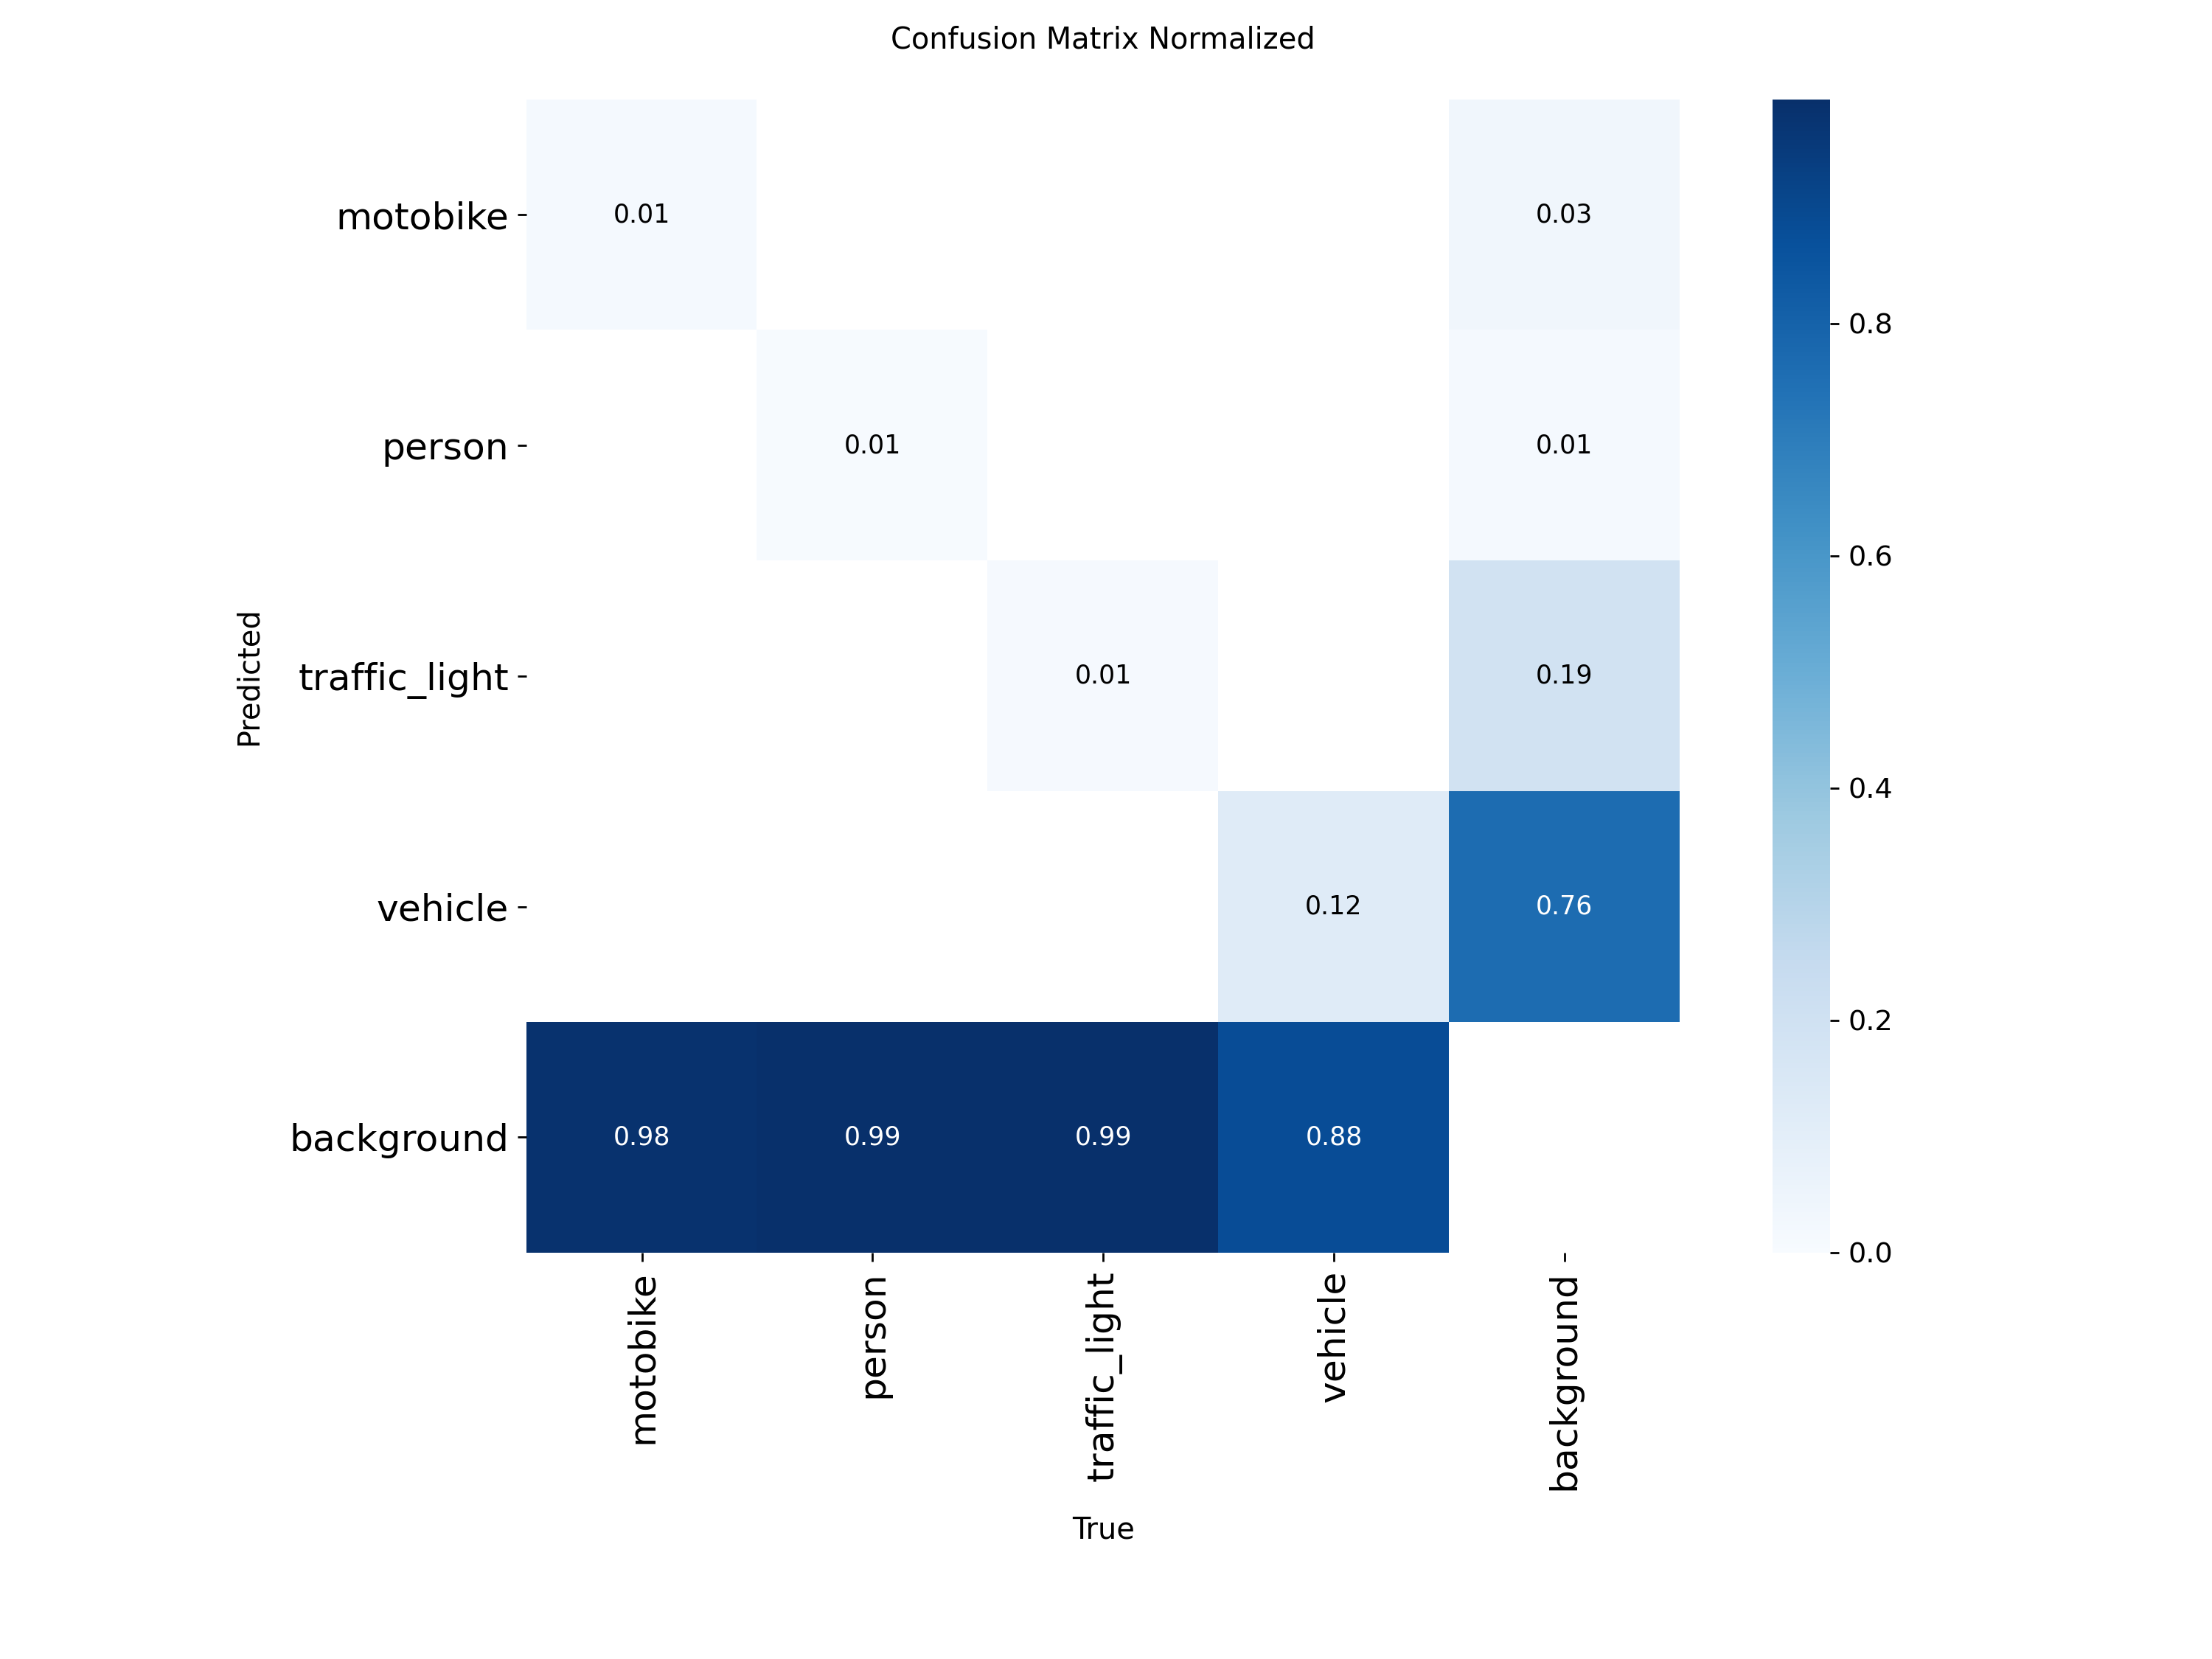 Confusion Matrix Normalized
Predicted
motobike
0.01
0.03
person
0.01
0.01
traffic_light
0.01
0.19
vehicle
0.12
0.76
background
0.98
0.99
0.99
0.88
motobike
person
traffic_light
vehicle
background
True
0.8
0.6
0.4
0.2
0.0